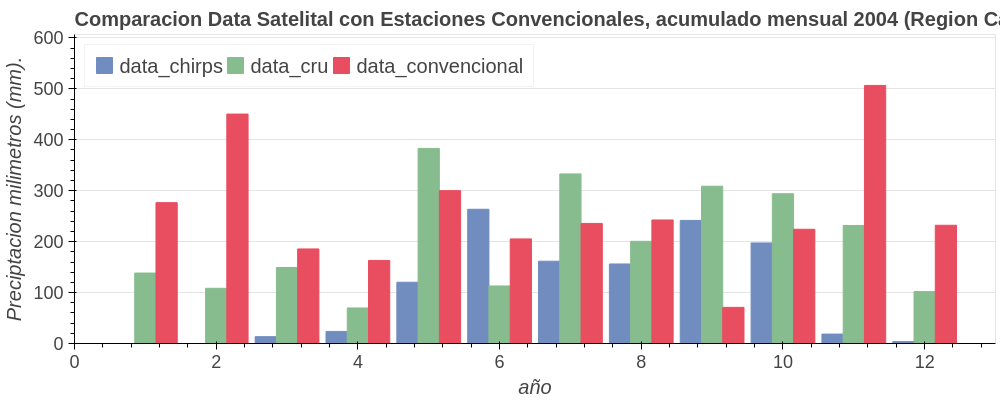 Comparacion Data Satelital con Estaciones Convencionales, acumulado mensual 2004 (Region Ca
Preciptacion milimetros (mm).
600
500
400
300
200
100
0
data_chirps data_cru data_convencional
0 2 4 6 8 10 12
año